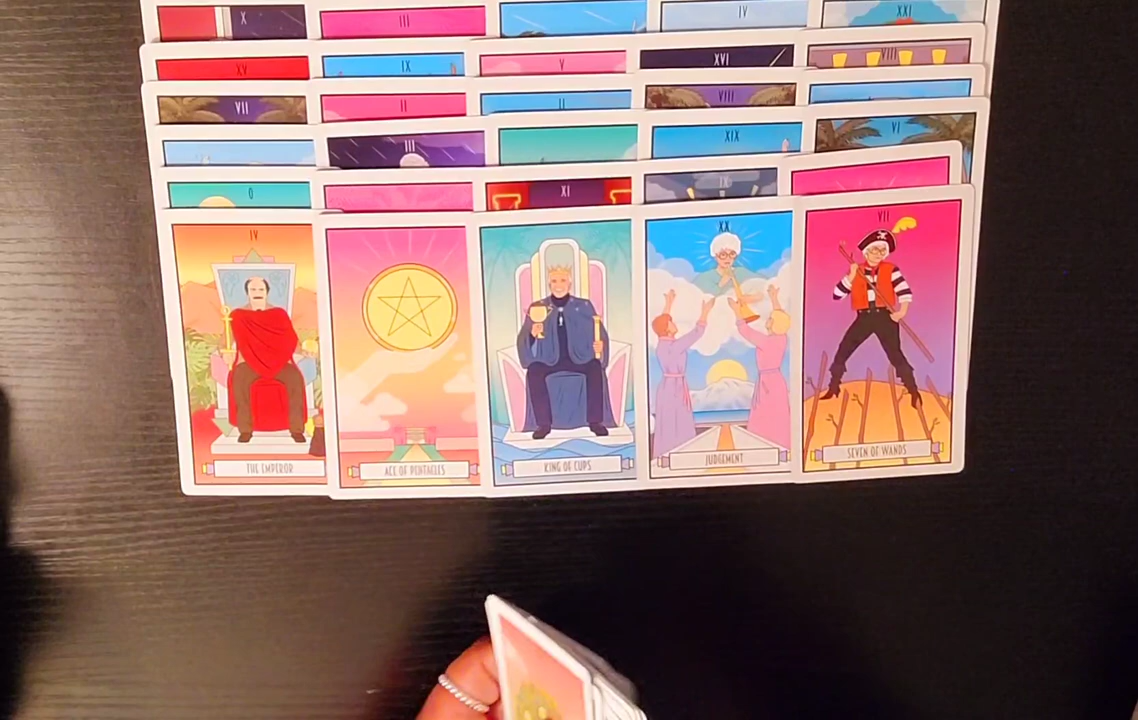 X
III
IV
XXI
XV
IX
V
XVI
VIII
VII
II
II
VIII
III
XIX
VI
0
XI
IX
IV
XX
VII
THE EMPEROR
ACE OF PENTACLES
KING OF CUPS
JUDGEMENT
SEVEN OF WANDS